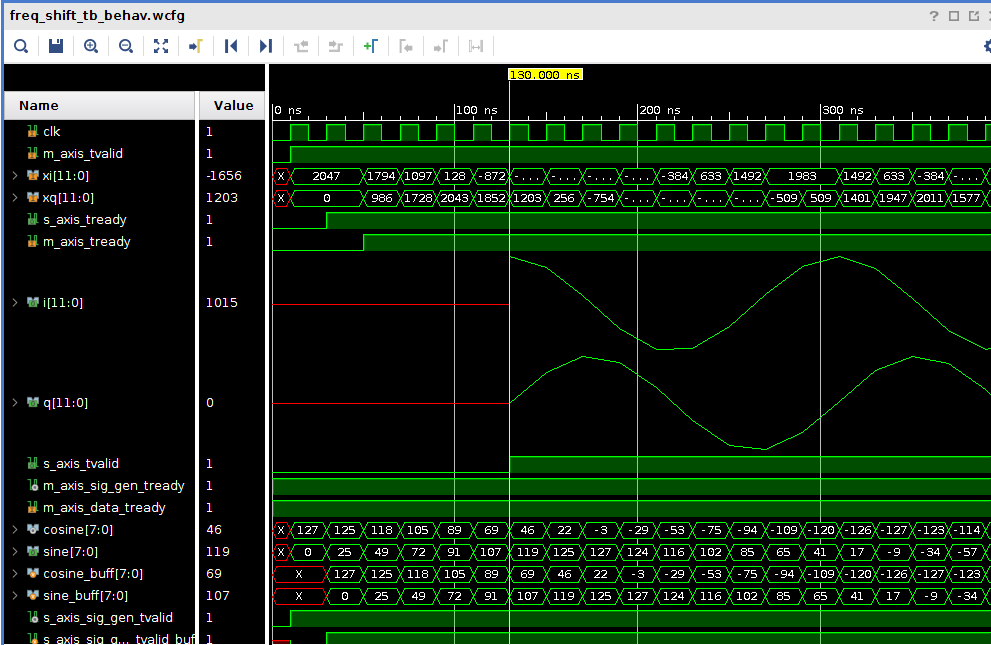 freq_shift_tb_behav.wcfg
?
130.000 ns
Name Value 0 ns 100 ns 200 ns 300 ns
clk 1
m_axis_tvalid 1
xi[11:0] -1656 X 2047 1794 1097 128 -872 -.... -.... -.... -.... -384 633 1492 1983 1492 633 -384 -....
xq[11:0] 1203 X 0 986 1728 2043 1852 1203 256 -754 -.... -.... -.... -.... -509 509 1401 1947 2011 1577
s_axis_tready 1
m_axis_tready 1
i[11:0] 1015
q[11:0] 0
s_axis_tvalid 1
m_axis_sig_gen_tready 1
m_axis_data_tready 1
cosine[7:0] 46 X 127 125 118 105 89 69 46 22 -3 -29 -53 -75 -94 -109 -120 -126 -127 -123 -114
sine[7:0] 119 X 0 25 49 72 91 107 119 125 127 124 116 102 85 65 41 17 -9 -34 -57
cosine_buff[7:0] 69 X 127 125 118 105 89 69 46 22 -3 -29 -53 -75 -94 -109 -120 -126 -127 -123
sine_buff[7:0] 107 X 0 25 49 72 91 107 119 125 127 124 116 102 85 65 41 17 -9 -34
s_axis_sig_gen_tvalid 1
s_axis_sig_g..._tvalid_buf 1